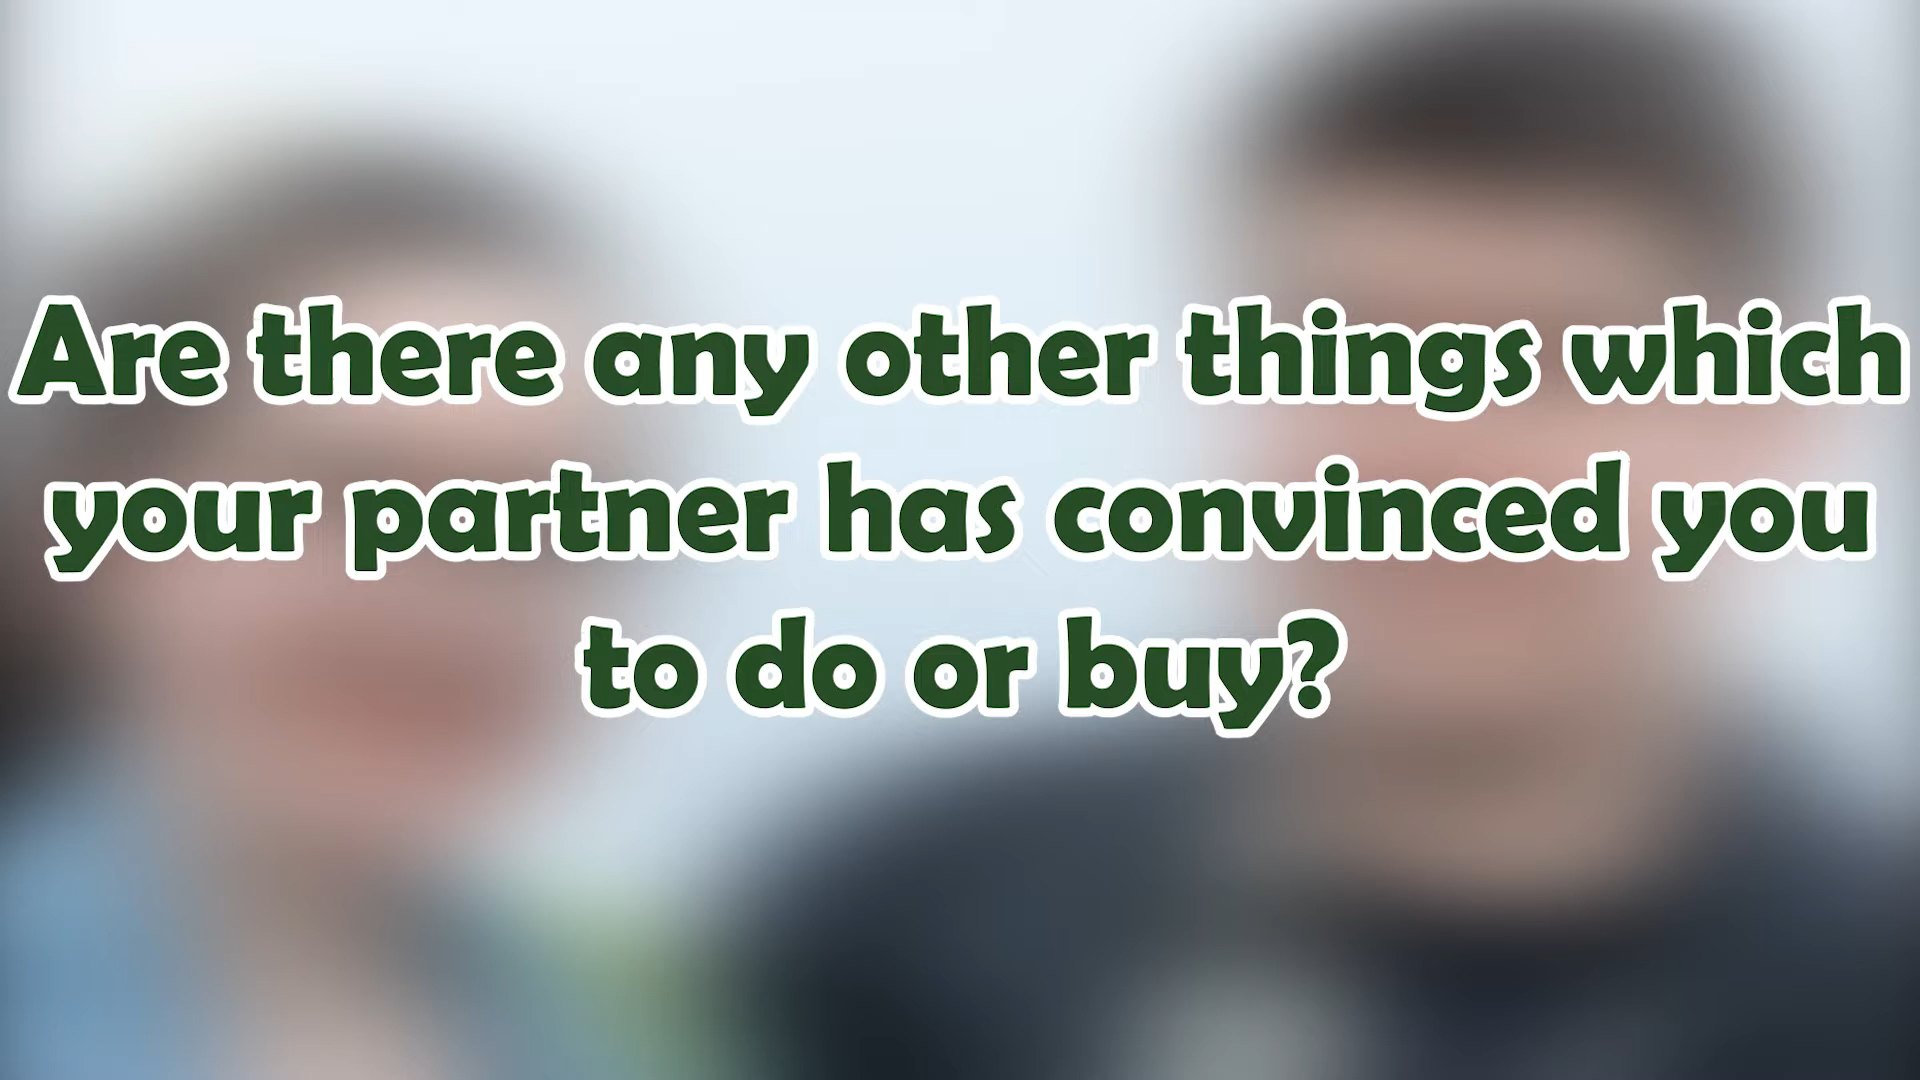 Are there any other things which
your partner has convinced you
to do or buy?